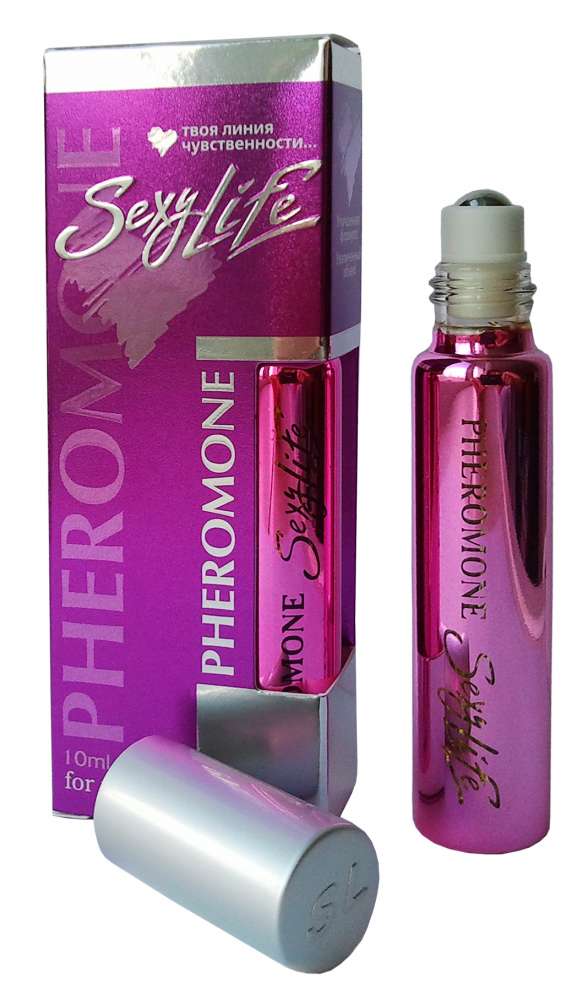 твоя линия
чувственности...
SexyLife
PHEROMONE
PHEROMONE
10ml
for
SexyLife
MONE
PHEROMONE
SexyLife
SL